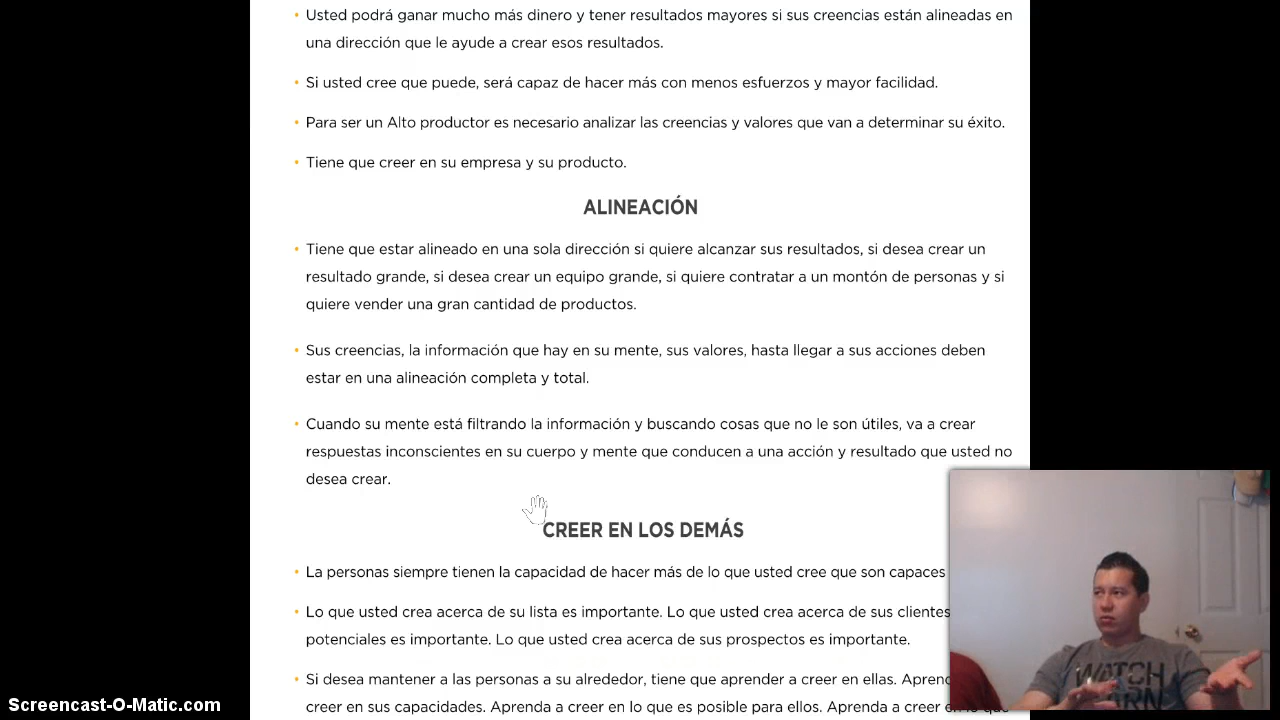 Usted podrá ganar mucho más dinero y tener resultados mayores si sus creencias están alineadas en
una dirección que le ayude a crear esos resultados.
Si usted cree que puede, será capaz de hacer más con menos esfuerzos y mayor facilidad.
Para ser un Alto productor es necesario analizar las creencias y valores que van a determinar su éxito.
Tiene que creer en su empresa y su producto.
ALINEACIÓN
Tiene que estar alineado en una sola dirección si quiere alcanzar sus resultados, si desea crear un
resultado grande, si desea crear un equipo grande, si quiere contratar a un montón de personas y si
quiere vender una gran cantidad de productos.
Sus creencias, la información que hay en su mente, sus valores, hasta llegar a sus acciones deben
estar en una alineación completa y total.
Cuando su mente está filtrando la información y buscando cosas que no le son útiles, va a crear
respuestas inconscientes en su cuerpo y mente que conducen a una acción y resultado que usted no
desea crear.
CREER EN LOS DEMÁS
La personas siempre tienen la capacidad de hacer más de lo que usted cree que son capaces
Lo que usted crea acerca de su lista es importante. Lo que usted crea acerca de sus clientes
potenciales es importante. Lo que usted crea acerca de sus prospectos es importante.
Si desea mantener a las personas a su alrededor, tiene que aprender a creer en ellas.
creer en sus capacidades. Aprenda a creer en lo que es posible para ellos. Aprenda a creer
WATCH
Screencast-O-Matic.com